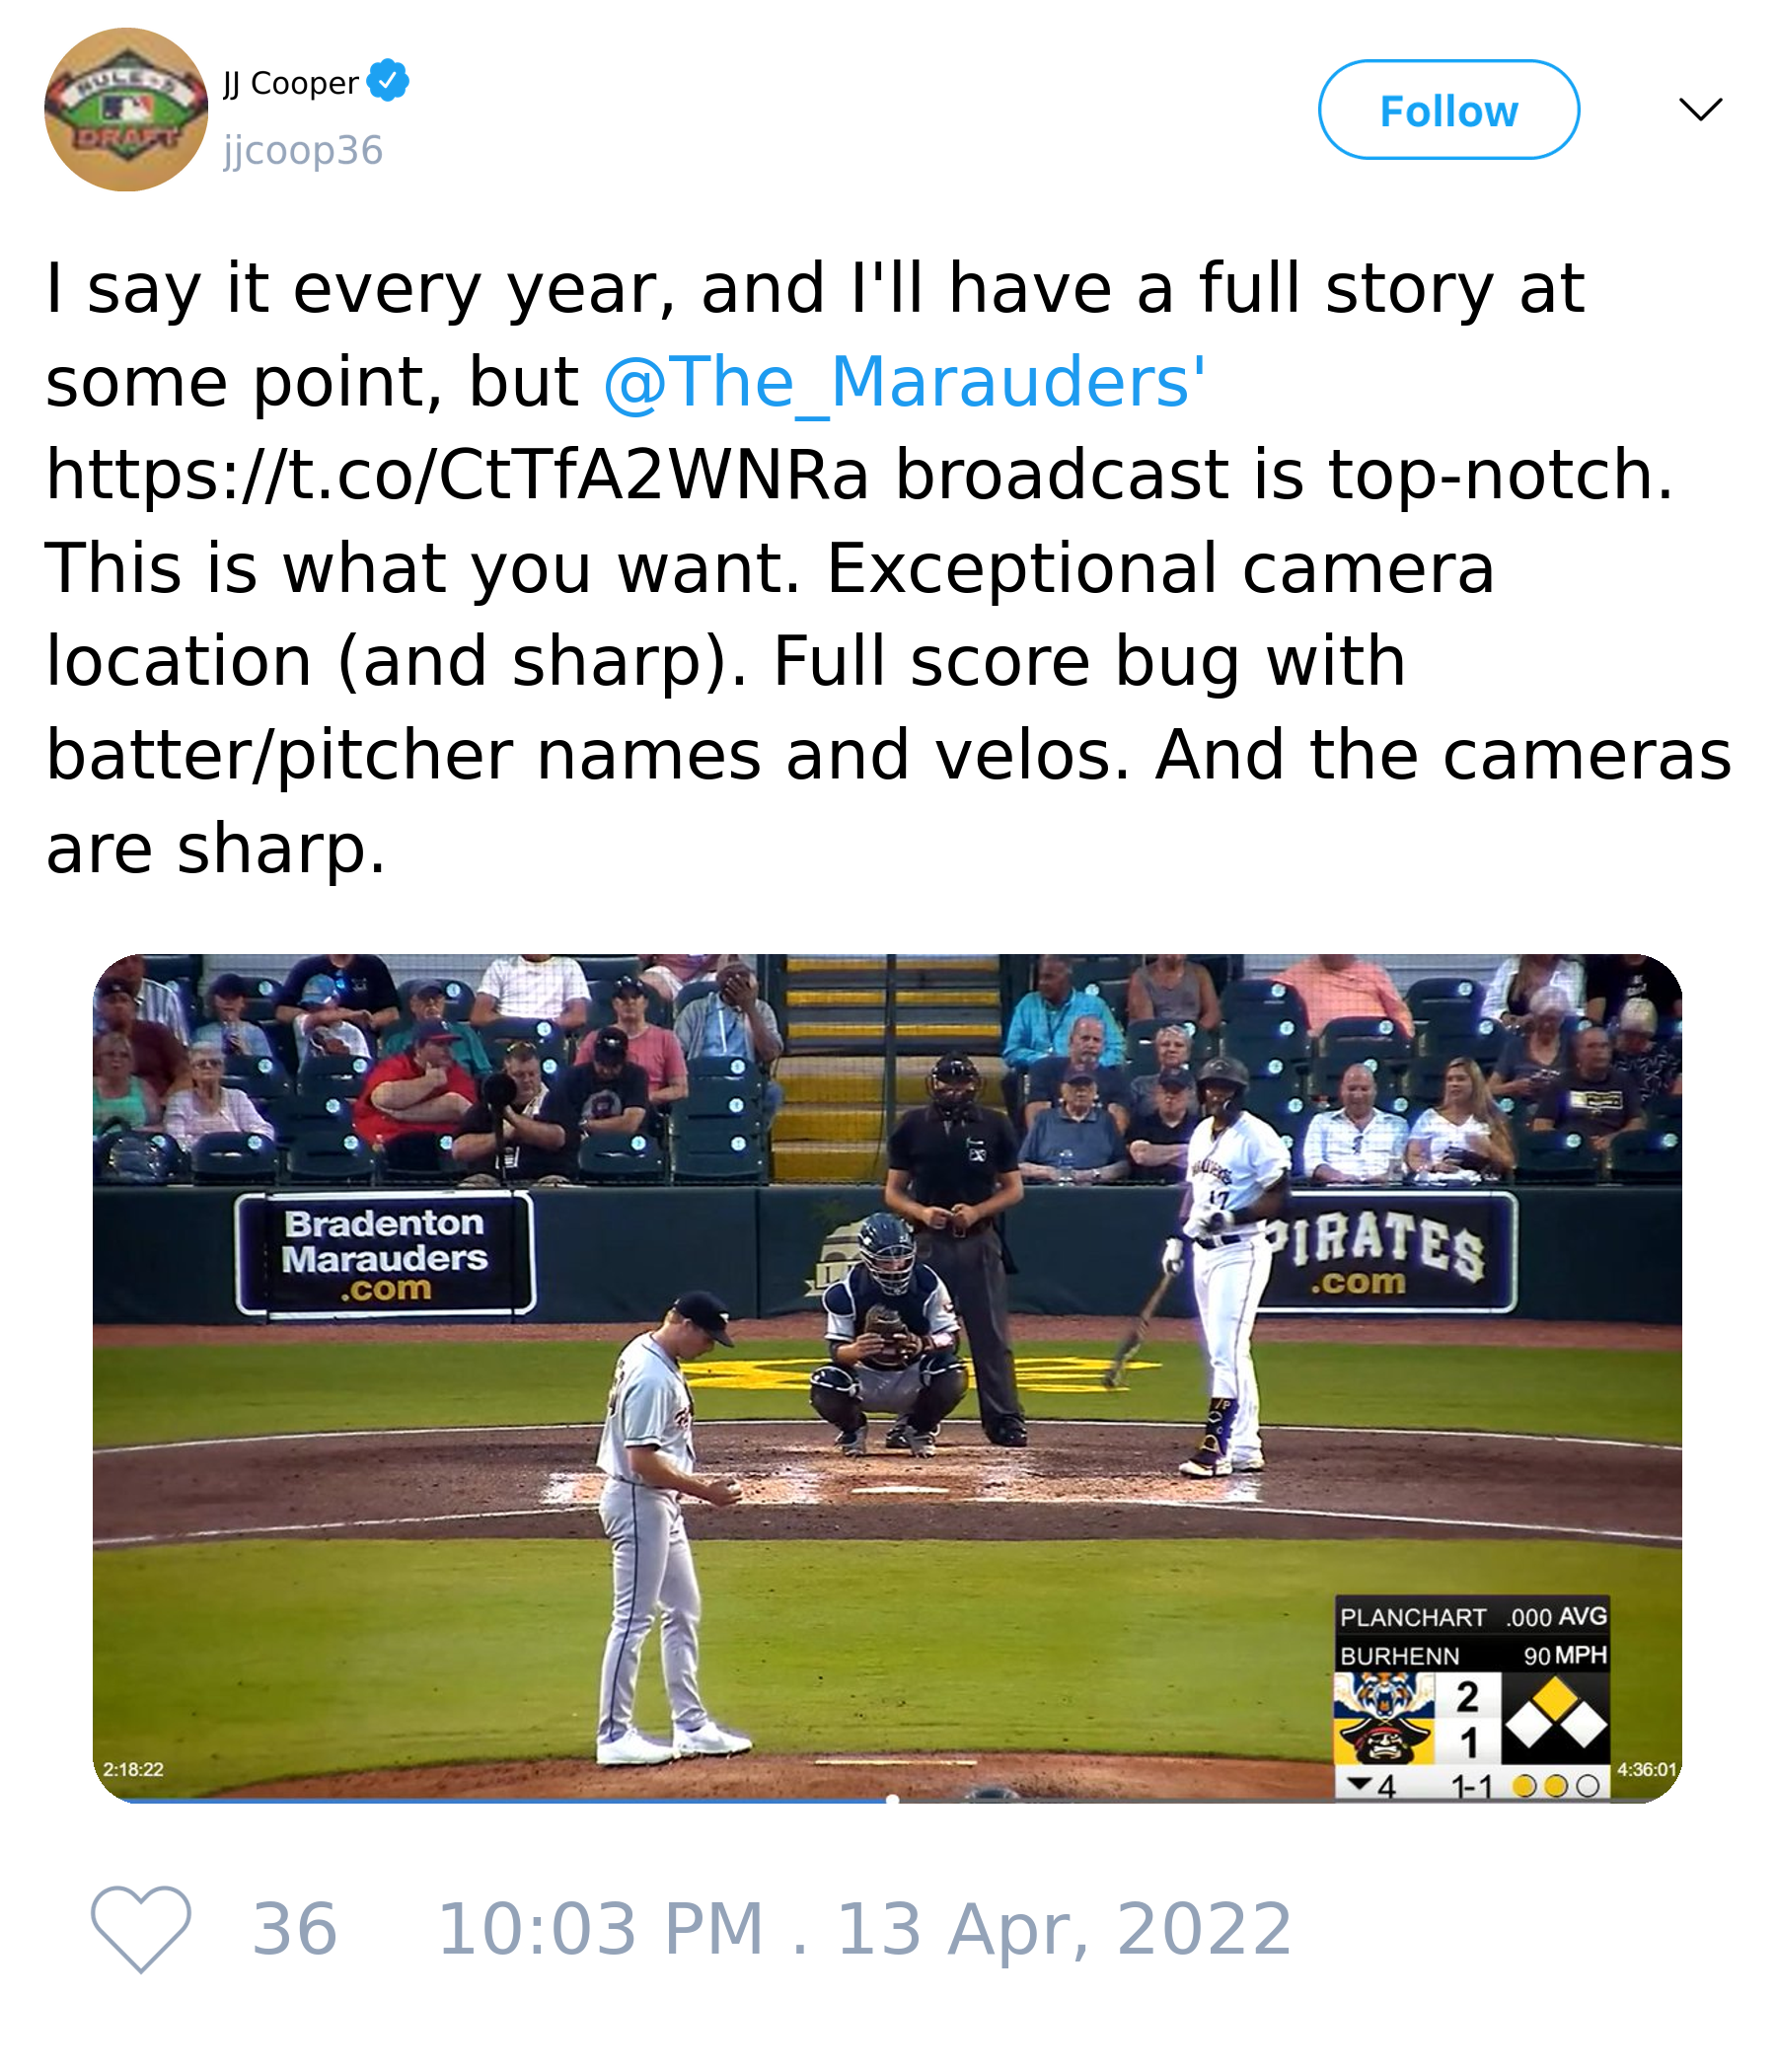 JJ Cooper
jjcoop36
Follow
I say it every year, and I'll have a full story at
some point, but @The_Marauders'
https://t.co/CtTfA2WNRa broadcast is top-notch.
This is what you want. Exceptional camera
location (and sharp). Full score bug with
batter/pitcher names and velos. And the cameras
are sharp.
RULE-5
DRAFT
Bradenton
Marauders
.com
PIRATES
.com
17
PLANCHART .000 AVG
BURHENN 90 MPH
2
1
4 1-1
2:18:22
4:36:01
36 10:03 PM . 13 Apr, 2022